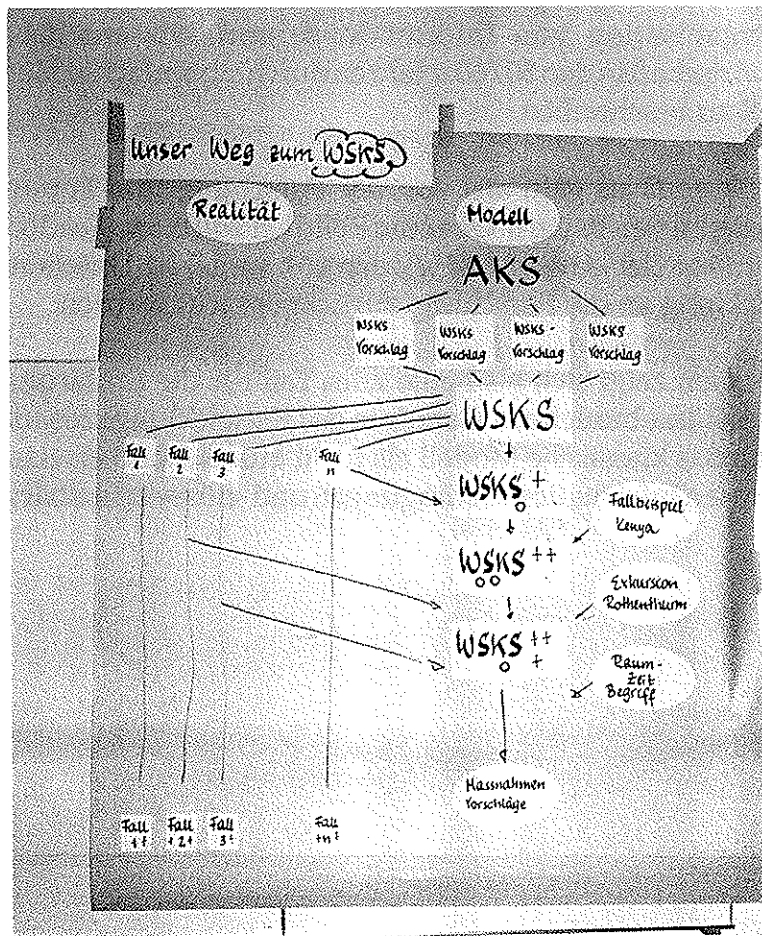 Unser Weg zum WSKS
Realität
Modell
AKS
WSKS
Vorschlag
WSKS
Vorschlag
WSKS-
Vorschlag
WSKS
Vorschlag
WSKS
Fall
1
Fall
2
Fall
3
Fall
n
WSKS +
Fallbeispiel
Kenya
WSKS ++
Exkursion
Rothenthurm
WSKS ++
+
Raum-
Zeit
Begriff
Massnahmen
Vorschläge
Fall
Fall
Fall
Fall